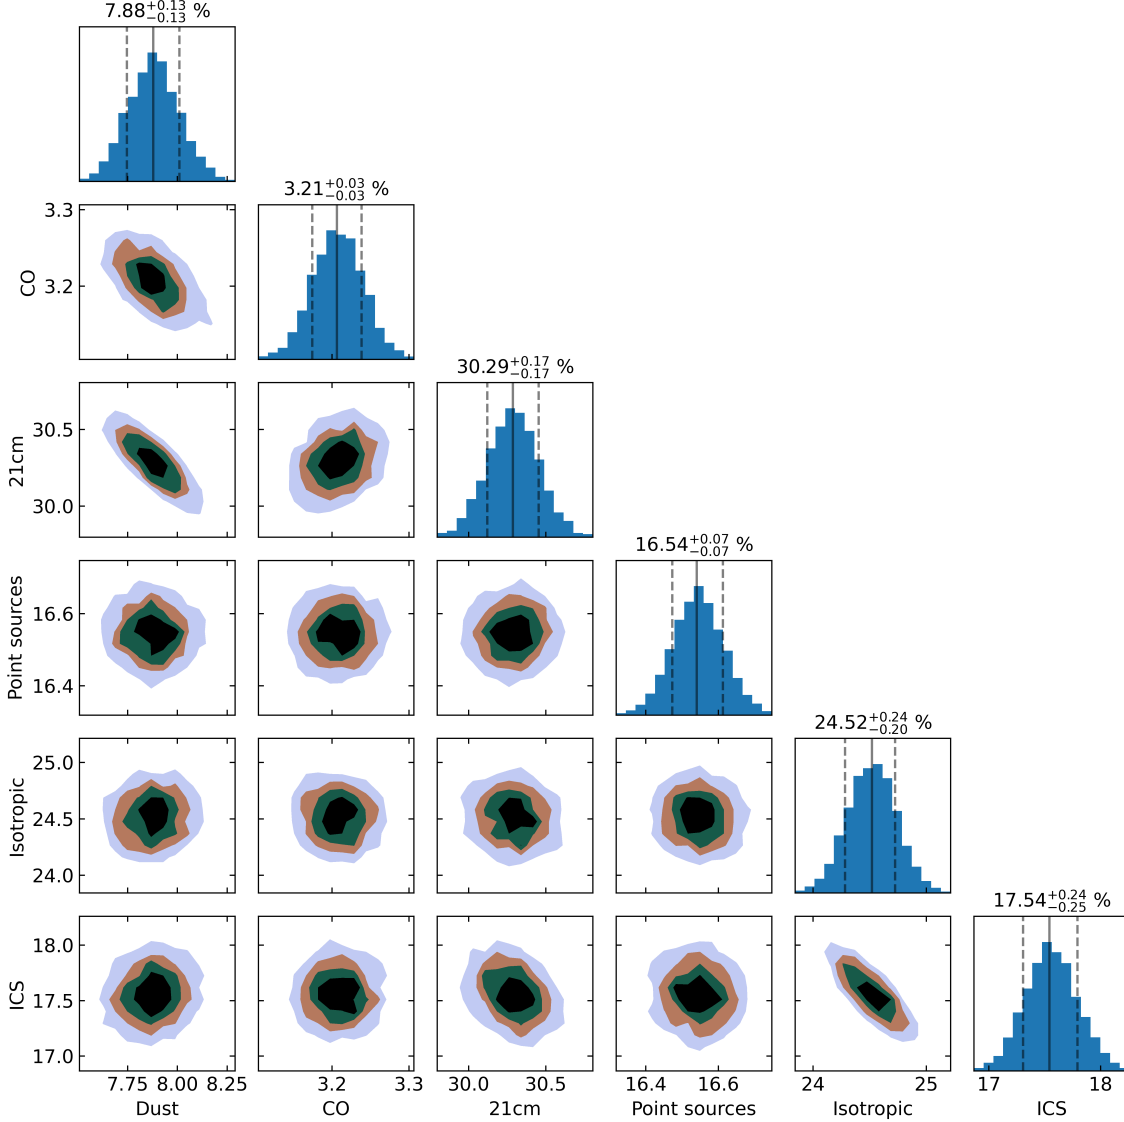 7.88+0.13−0.13 %
3.21+0.03−0.03 %
3.3
3.2
CO
30.29+0.17−0.17 %
30.5
30.0
21cm
16.54+0.07−0.07 %
16.6
16.4
Point sources
24.52+0.24−0.20 %
25.0
24.5
24.0
Isotropic
17.54+0.24−0.25 %
18.0
17.5
17.0
ICS
7.75 8.00 8.25 3.2 3.3 30.0 30.5 16.4 16.6 24 25 17 18
Dust CO 21cm Point sources Isotropic ICS